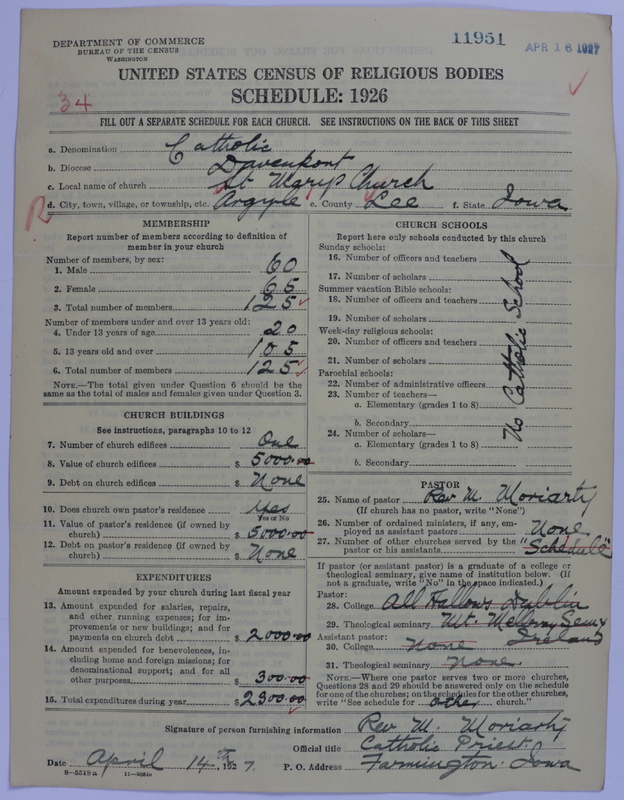 DEPARTMENT OF COMMERCE
BUREAU OF THE CENSUS
WASHINGTON
11951
APR 16 1927
34
UNITED STATES CENSUS OF RELIGIOUS BODIES
SCHEDULE: 1926
FILL OUT A SEPARATE SCHEDULE FOR EACH CHURCH. SEE INSTRUCTIONS ON THE BACK OF THIS SHEET
a. Denomination Catholic
b. Diocese Davenport
c. Local name of church St Marys Church
d. City, town, village, or township, etc. Argyle e. County Lee f. State Iowa
R
MEMBERSHIP
Report number of members according to definition of
member in your church
Number of members, by sex:
1. Male 60
2. Female 65
3. Total number of members 125
Number of members under and over 13 years old:
4. Under 13 years of age 20
5. 13 years old and over 105
6. Total number of members 125
NOTE.—The total given under Question 6 should be the
same as the total of males and females given under Question 3.
CHURCH BUILDINGS
See instructions, paragraphs 10 to 12
7. Number of church edifices One
8. Value of church edifices $ 5000.00
9. Debt on church edifices $ None
10. Does church own pastor's residence Yes
Yes or No
11. Value of pastor's residence (if owned by
church) $ 5000.00
12. Debt on pastor's residence (if owned by
church) $ None
EXPENDITURES
Amount expended by your church during last fiscal year
13. Amount expended for salaries, repairs,
and other running expenses; for im-
provements or new buildings; and for
payments on church debt $ 2000.00
14. Amount expended for benevolences, in-
cluding home and foreign missions; for
denominational support; and for all
other purposes $ 300.00
15. Total expenditures during year $ 2300.00
CHURCH SCHOOLS
Report here only schools conducted by this church
Sunday schools:
16. Number of officers and teachers
17. Number of scholars
Summer vacation Bible schools:
18. Number of officers and teachers
19. Number of scholars
Week-day religious schools:
20. Number of officers and teachers
21. Number of scholars
Parochial schools:
22. Number of administrative officers
23. Number of teachers—
a. Elementary (grades 1 to 8)
b. Secondary
24. Number of scholars—
a. Elementary (grades 1 to 8)
b. Secondary
No Catholic School
PASTOR
25. Name of pastor Rev M. Moriarty
(If church has no pastor, write "None")
26. Number of ordained ministers, if any, em-
ployed as assistant pastors None
27. Number of other churches served by the
pastor or his assistants "Schedule"
If pastor (or assistant pastor) is a graduate of a college or
theological seminary, give name of institution below. (If
not a graduate, write "No" in the space indicated.)
Pastor:
28. College All Hallows Dublin
29. Theological seminary Mt. Melleray Semy
Ireland
Assistant pastor:
30. College None
31. Theological seminary None
NOTE.—Where one pastor serves two or more churches,
Questions 28 and 29 should be answered only on the schedule
for one of the churches; on the schedules for the other churches,
write "See schedule for other church."
Signature of person furnishing information Rev M. Moriarty
Official title Catholic Priest
Date April 14th, 1927. P. O. Address Farmington Iowa